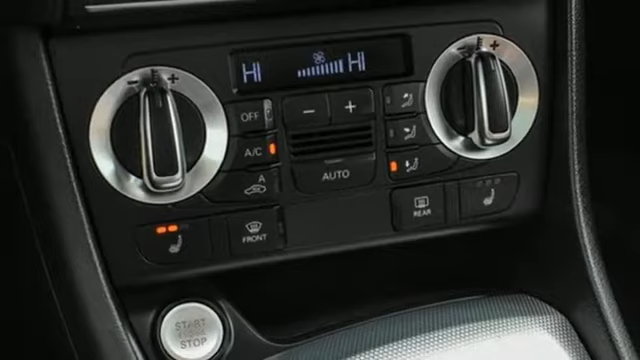 HI HI
− + − +
OFF
− +
A/C
A
AUTO
FRONT
REAR
START
STOP